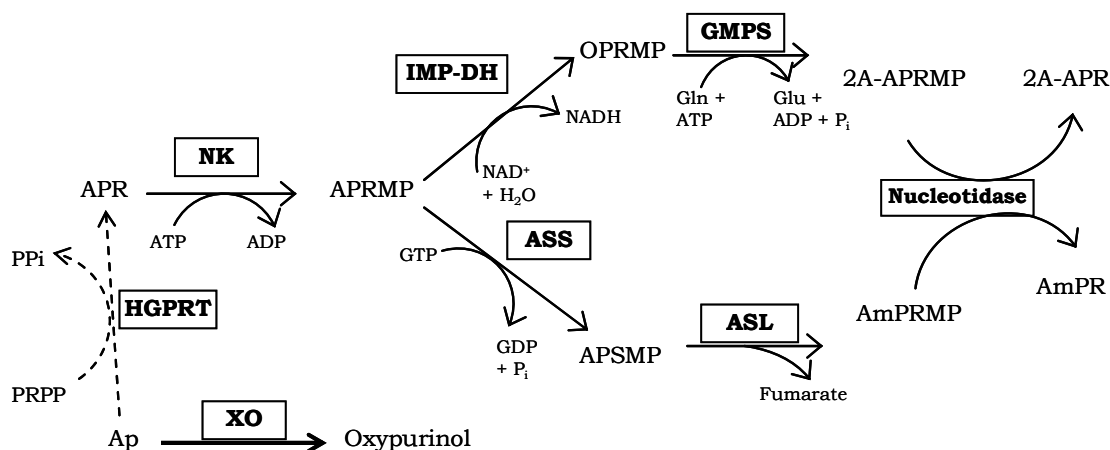 GMPS
OPRMP
IMP-DH
2A-APRMP
2A-APR
Gln +
ATP
Glu +
ADP + Pi
NADH
NK
NAD+
+ H2O
APR
APRMP
Nucleotidase
ATP
ADP
GTP
ASS
PPi
HGPRT
AmPR
ASL
AmPRMP
GDP
+ Pi
APSMP
PRPP
Fumarate
XO
Ap
Oxypurinol